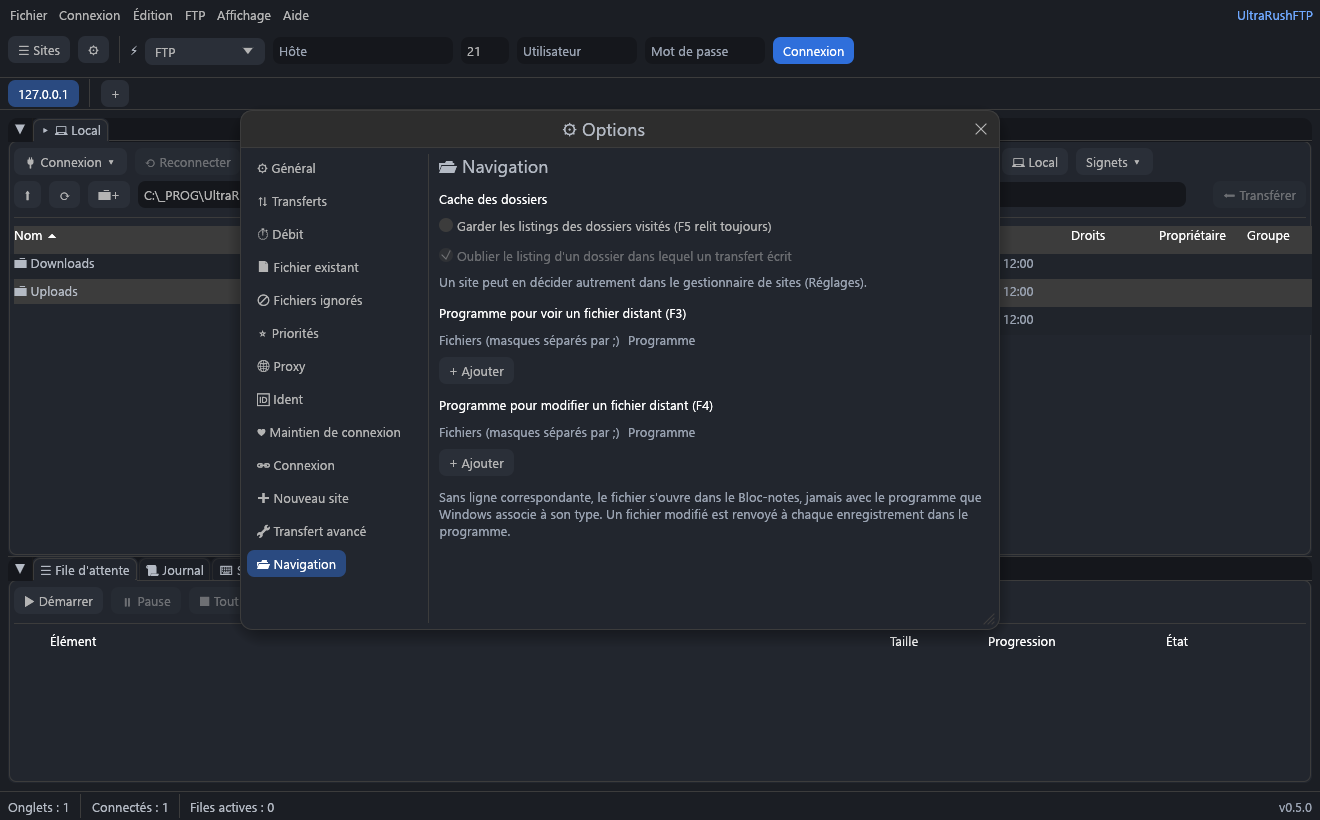 Fichier Connexion Édition FTP Affichage Aide UltraRushFTP
Sites FTP Hôte 21 Utilisateur Mot de passe Connexion
127.0.0.1 +
Local
Options
Connexion Reconnecter
Local Signets
C:\_PROG\UltraR
Transférer
Nom
Droits Propriétaire Groupe
Downloads
12:00
Uploads
12:00
12:00
Général
Transferts
Débit
Fichier existant
Fichiers ignorés
Priorités
Proxy
Ident
Maintien de connexion
Connexion
Nouveau site
Transfert avancé
Navigation
Navigation
Cache des dossiers
Garder les listings des dossiers visités (F5 relit toujours)
Oublier le listing d'un dossier dans lequel un transfert écrit
Un site peut en décider autrement dans le gestionnaire de sites (Réglages).
Programme pour voir un fichier distant (F3)
Fichiers (masques séparés par ;) Programme
+ Ajouter
Programme pour modifier un fichier distant (F4)
Fichiers (masques séparés par ;) Programme
+ Ajouter
Sans ligne correspondante, le fichier s'ouvre dans le Bloc-notes, jamais avec le programme que
Windows associe à son type. Un fichier modifié est renvoyé à chaque enregistrement dans le
programme.
File d'attente Journal S
Démarrer Pause Tout
Élément Taille Progression État
Onglets : 1 Connectés : 1 Files actives : 0 v0.5.0